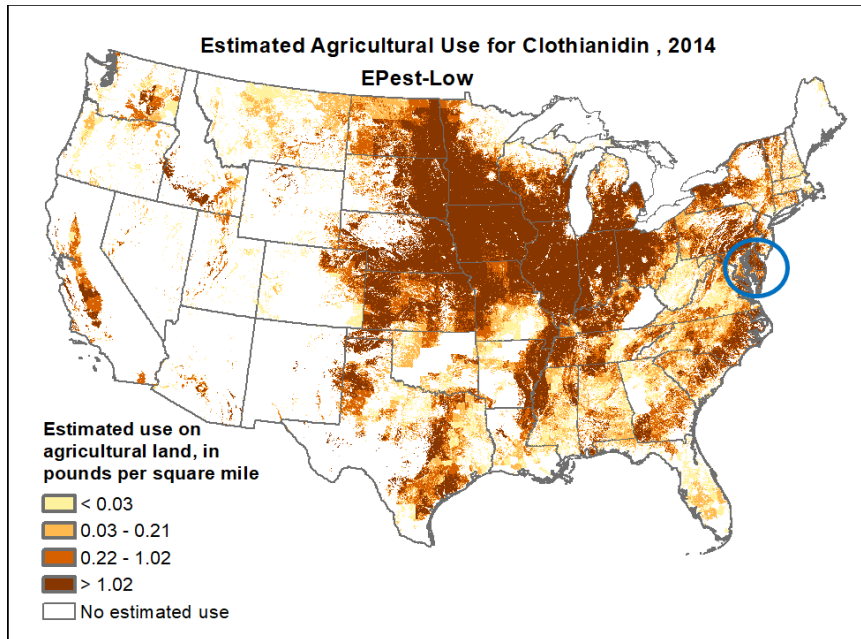 Estimated Agricultural Use for Clothianidin , 2014
EPest-Low
Estimated use on
agricultural land, in
pounds per square mile
< 0.03
0.03 - 0.21
0.22 - 1.02
> 1.02
No estimated use